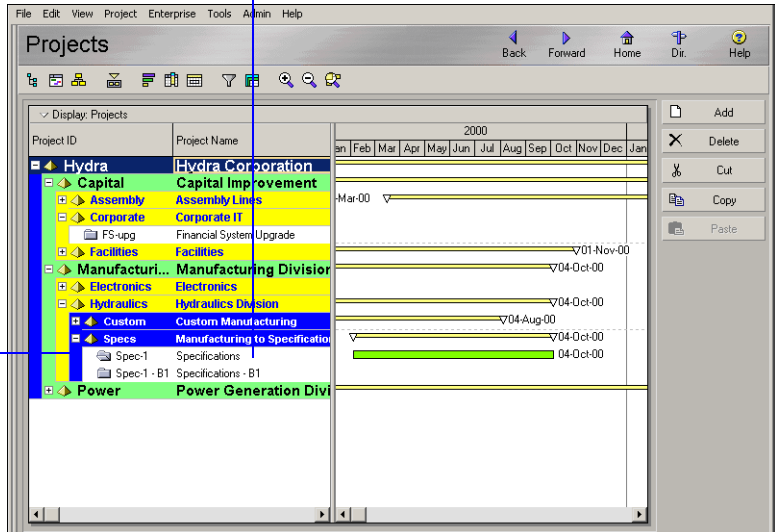 File Edit View Project Enterprise Tools Admin Help
Projects
Back Forward Home Dir. Help
Display: Projects
Project ID Project Name
2000
an Feb Mar Apr May Jun Jul Aug Sep Oct Nov Dec Jan
Hydra Hydra Corporation
Capital Capital Improvement
Assembly Assembly Lines -Mar-00
Corporate Corporate IT
FS-upg Financial System Upgrade
Facilities Facilities 01-Nov-00
Manufacturi... Manufacturing Division 04-Oct-00
Electronics Electronics
Hydraulics Hydraulics Division 04-Oct-00
Custom Custom Manufacturing 04-Aug-00
Specs Manufacturing to Specificatio 04-Oct-00
Spec-1 Specifications 04-Oct-00
Spec-1 - B1 Specifications - B1
Power Power Generation Divi
Add
Delete
Cut
Copy
Paste